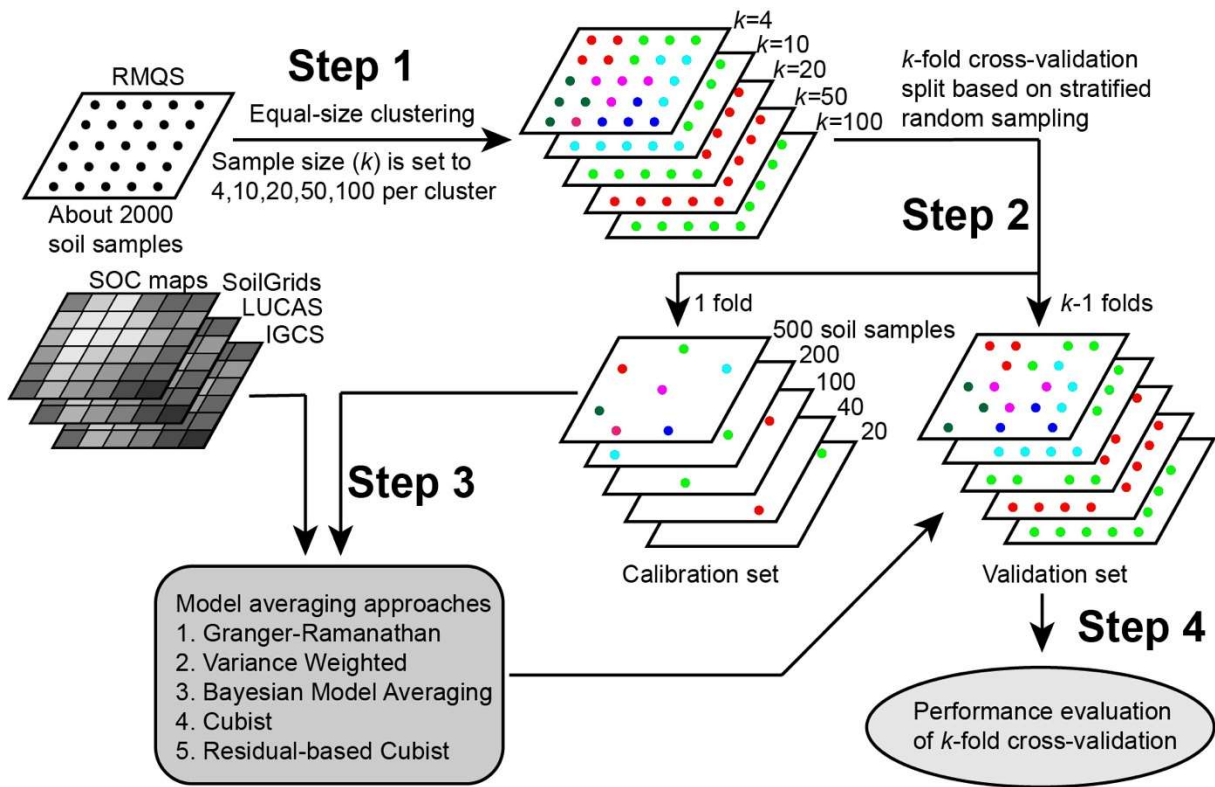 RMQS
About 2000
soil samples
Step 1
Equal-size clustering
Sample size (k) is set to
4,10,20,50,100 per cluster
k=4
k=10
k=20
k=50
k=100
k-fold cross-validation
split based on stratified
random sampling
Step 2
SOC maps
SoilGrids
LUCAS
IGCS
1 fold
500 soil samples
200
100
40
20
Calibration set
k-1 folds
Validation set
Step 3
Model averaging approaches
1. Granger-Ramanathan
2. Variance Weighted
3. Bayesian Model Averaging
4. Cubist
5. Residual-based Cubist
Step 4
Performance evaluation
of k-fold cross-validation